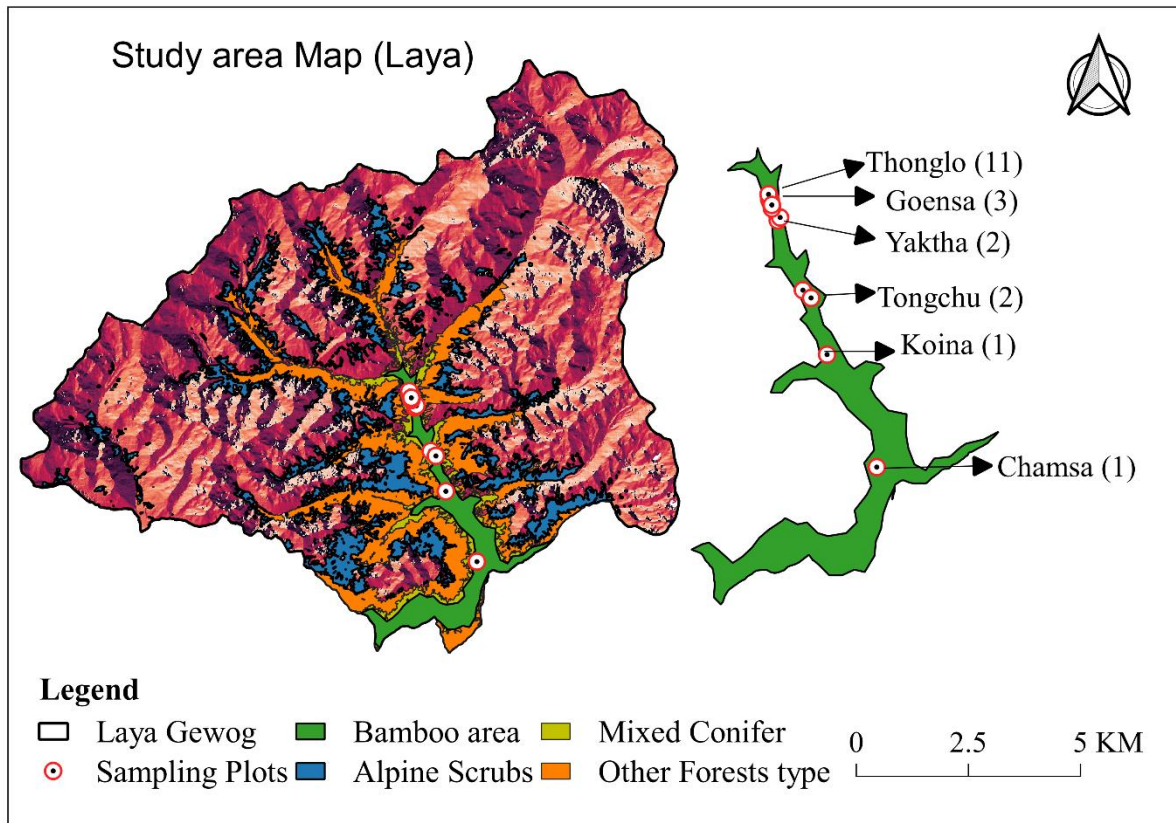 Study area Map (Laya)
Thonglo (11)
Goensa (3)
Yaktha (2)
Tongchu (2)
Koina (1)
Chamsa (1)
Legend
Laya Gewog
Bamboo area
Mixed Conifer
Sampling Plots
Alpine Scrubs
Other Forests type
0 2.5 5 KM